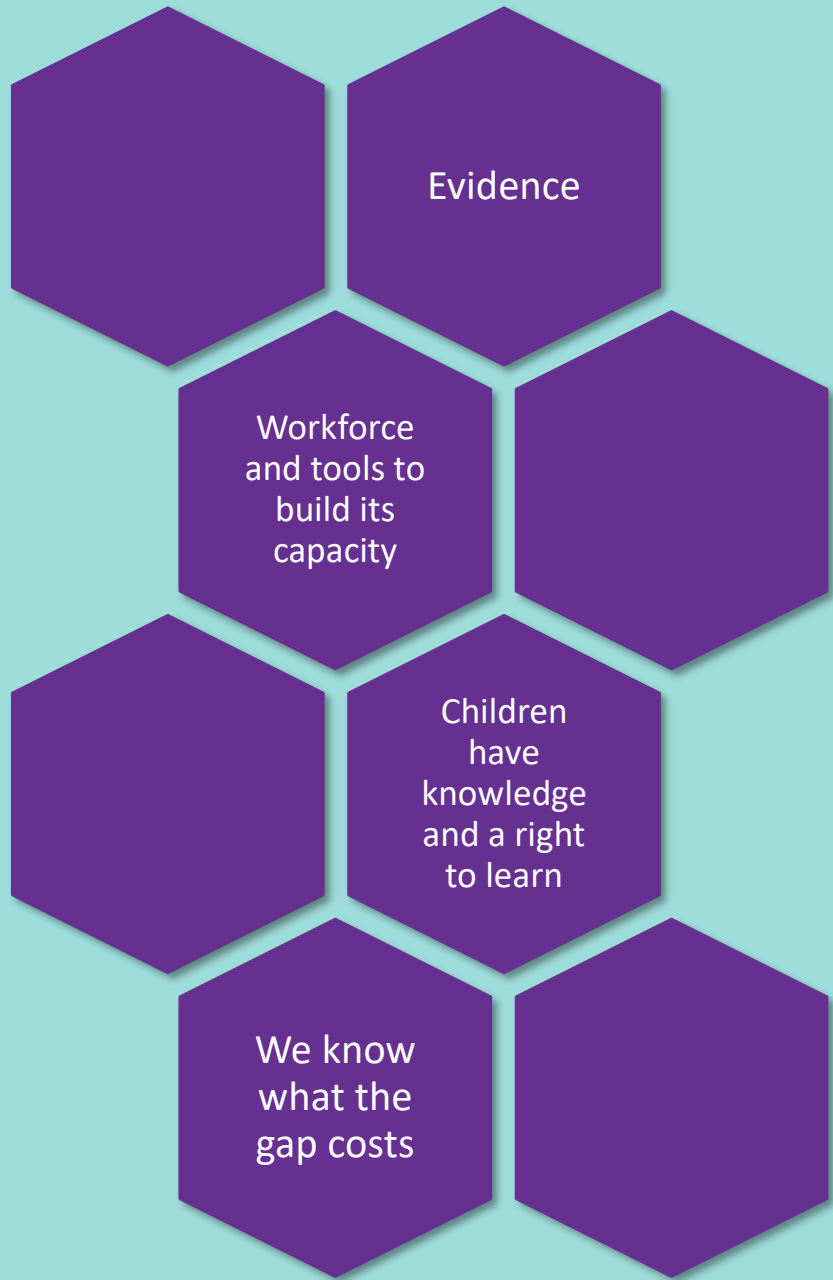 Evidence
Workforce
and tools to
build its
capacity
Children
have
knowledge
and a right
to learn
We know
what the
gap costs